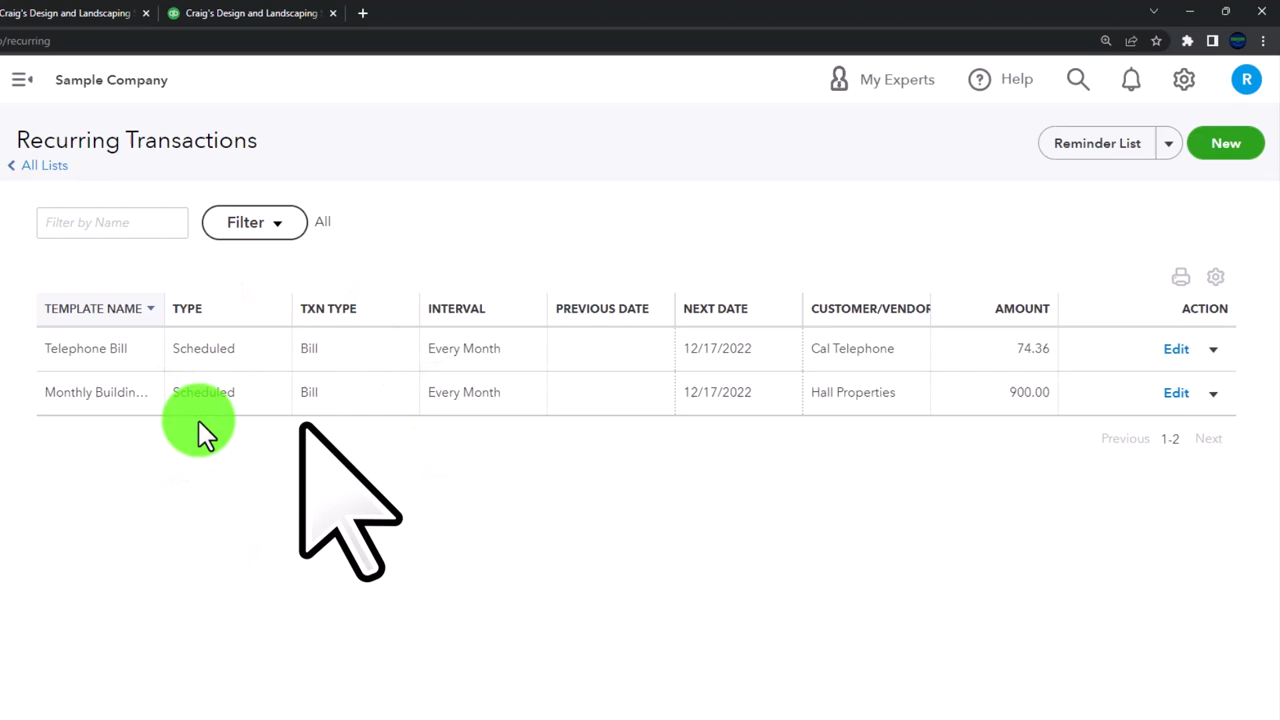 Craig's Design and Landscaping
Craig's Design and Landscaping
/recurring
Sample Company
My Experts
Help
R
Recurring Transactions
All Lists
Reminder List
New
Filter by Name
Filter
All
TEMPLATE NAME TYPE TXN TYPE INTERVAL PREVIOUS DATE NEXT DATE CUSTOMER/VENDOR AMOUNT ACTION
Telephone Bill Scheduled Bill Every Month 12/17/2022 Cal Telephone 74.36 Edit
Monthly Buildin... Scheduled Bill Every Month 12/17/2022 Hall Properties 900.00 Edit
Previous 1-2 Next